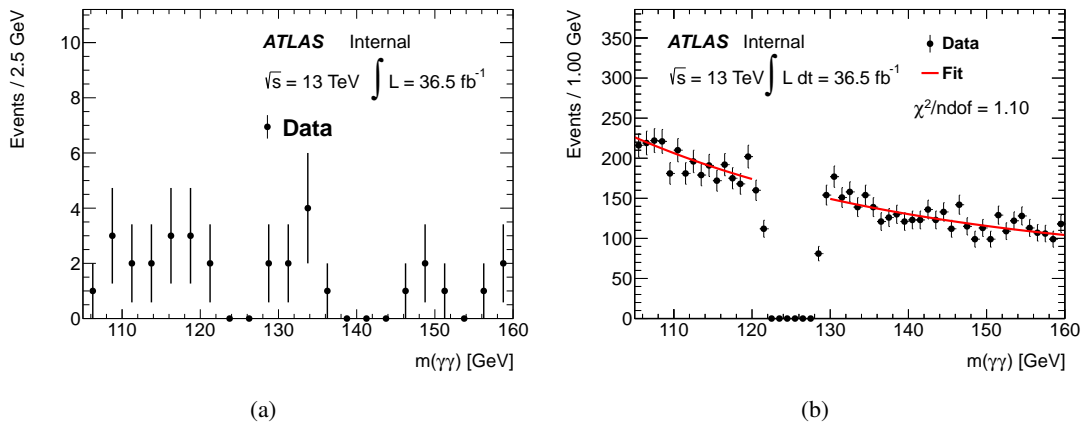 Events / 2.5 GeV
10
8
6
4
2
0
ATLAS Internal
√s = 13 TeV ∫ L = 36.5 fb⁻¹
Data
110 120 130 140 150 160
m(γγ) [GeV]
(a)
Events / 1.00 GeV
350
300
250
200
150
100
50
0
ATLAS Internal
√s = 13 TeV ∫ L dt = 36.5 fb⁻¹
Data
Fit
χ²/ndof = 1.10
110 120 130 140 150 160
m(γγ) [GeV]
(b)